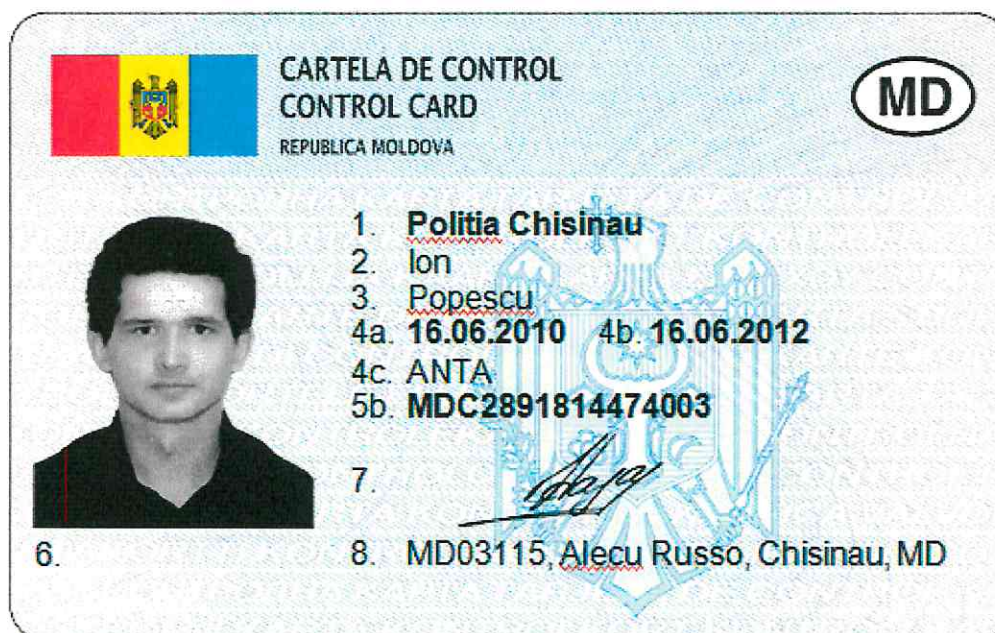 CARTELA DE CONTROL
CONTROL CARD
REPUBLICA MOLDOVA
MD
1. Politia Chisinau
2. Ion
3. Popescu
4a. 16.06.2010 4b. 16.06.2012
4c. ANTA
5b. MDC2891814474003
7.
6.
8. MD03115, Alecu Russo, Chisinau, MD